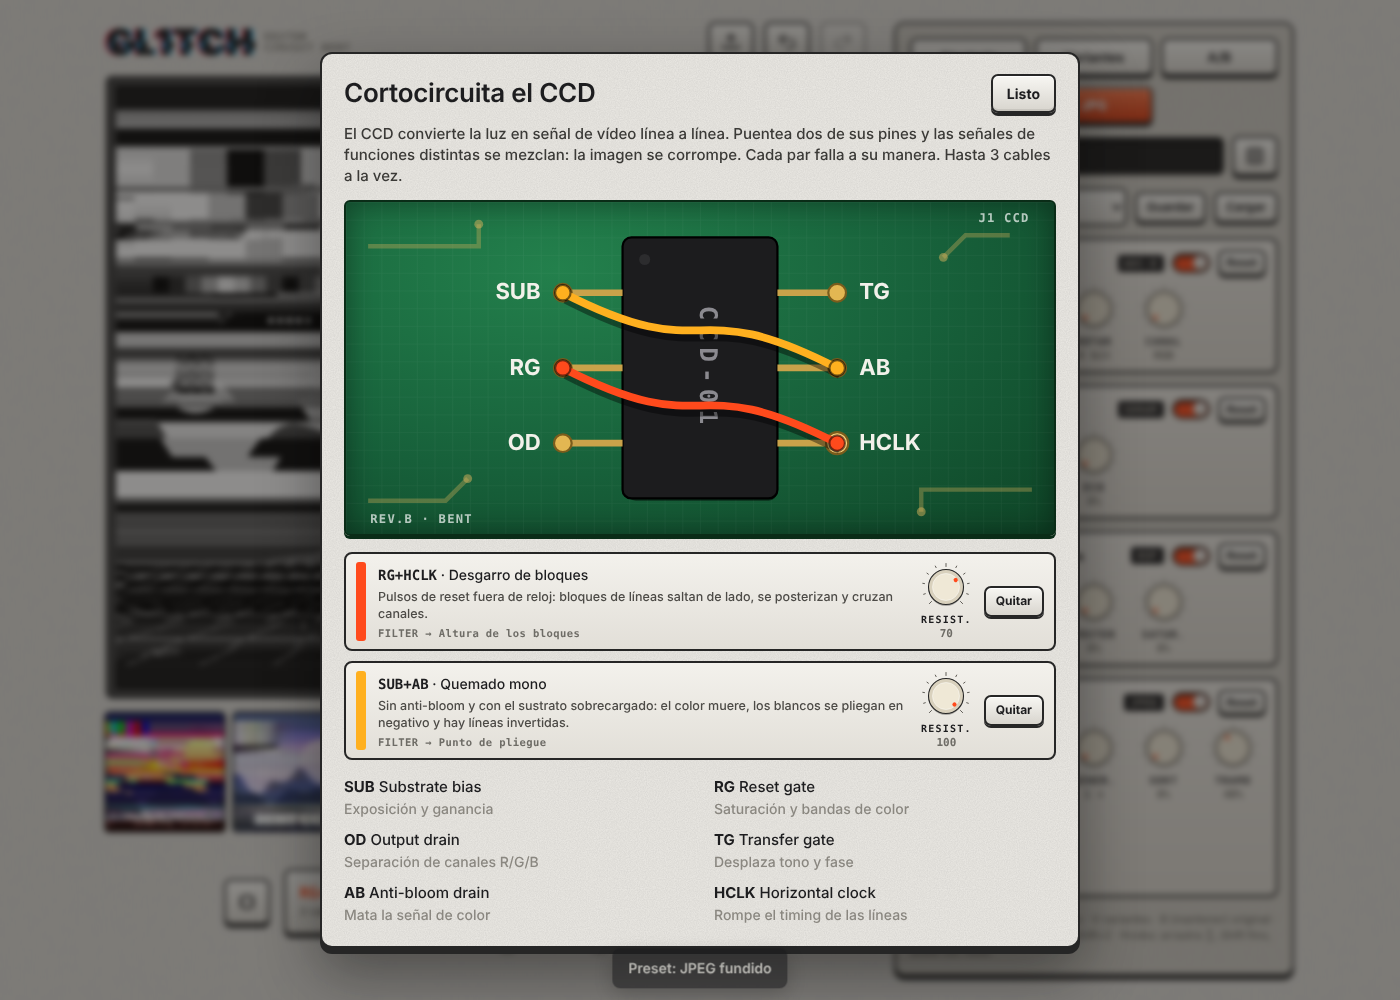 GL1TCH
Cortocircuita el CCD
Listo
El CCD convierte la luz en señal de vídeo línea a línea. Puentea dos de sus pines y las señales de
funciones distintas se mezclan: la imagen se corrompe. Cada par falla a su manera. Hasta 3 cables
a la vez.
J1 CCD
SUB
TG
CCD-01
RG
AB
OD
HCLK
REV.B · BENT
RG+HCLK · Desgarro de bloques
Pulsos de reset fuera de reloj: bloques de líneas saltan de lado, se posterizan y cruzan
canales.
FILTER → Altura de los bloques
RESIST.
70
Quitar
SUB+AB · Quemado mono
Sin anti-bloom y con el sustrato sobrecargado: el color muere, los blancos se pliegan en
negativo y hay líneas invertidas.
FILTER → Punto de pliegue
RESIST.
100
Quitar
SUB Substrate bias
Exposición y ganancia
RG Reset gate
Saturación y bandas de color
OD Output drain
Separación de canales R/G/B
TG Transfer gate
Desplaza tono y fase
AB Anti-bloom drain
Mata la señal de color
HCLK Horizontal clock
Rompe el timing de las líneas
Preset: JPEG fundido
A/B
Guardar
Cargar